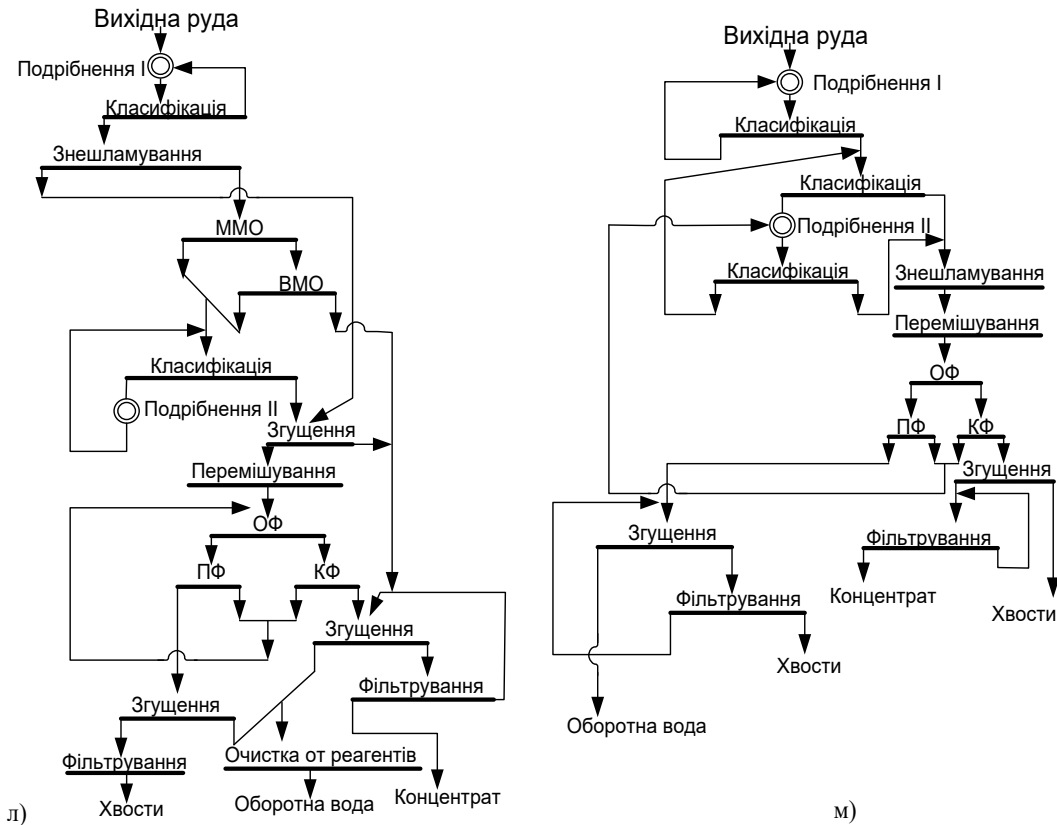 Вихідна руда
Подрібнення I
Класифікація
Знешламування
ММО
ВМО
Класифікація
Подрібнення II
Згущення
Перемішування
ОФ
ПФ
КФ
Згущення
Фільтрування
Згущення
Очистка от реагентів
Фільтрування
Хвости
Оборотна вода
Концентрат
л)
Вихідна руда
Подрібнення I
Класифікація
Класифікація
Подрібнення II
Класифікація
Знешламування
Перемішування
ОФ
ПФ
КФ
Згущення
Згущення
Фільтрування
Концентрат
Фільтрування
Хвости
Хвости
Оборотна вода
м)